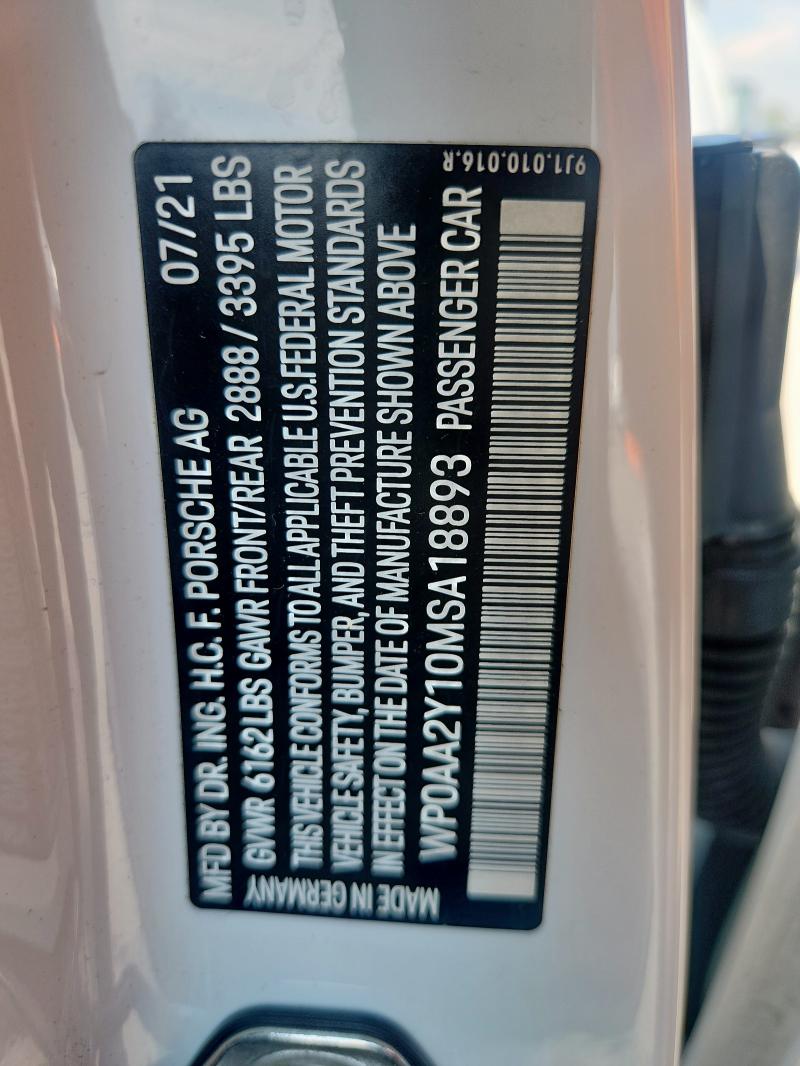 MFD BY DR. ING. H.C. F. PORSCHE AG 07/21
GVWR 6162LBS GAWR FRONT/REAR 2888 / 3395 LBS
THIS VEHICLE CONFORMS TO ALL APPLICABLE U.S.FEDERAL MOTOR
VEHICLE SAFETY, BUMPER, AND THEFT PREVENTION STANDARDS
IN EFFECT ON THE DATE OF MANUFACTURE SHOWN ABOVE
WP0AA2Y10MSA18893 PASSENGER CAR
MADE IN GERMANY
9J1.010.016.R